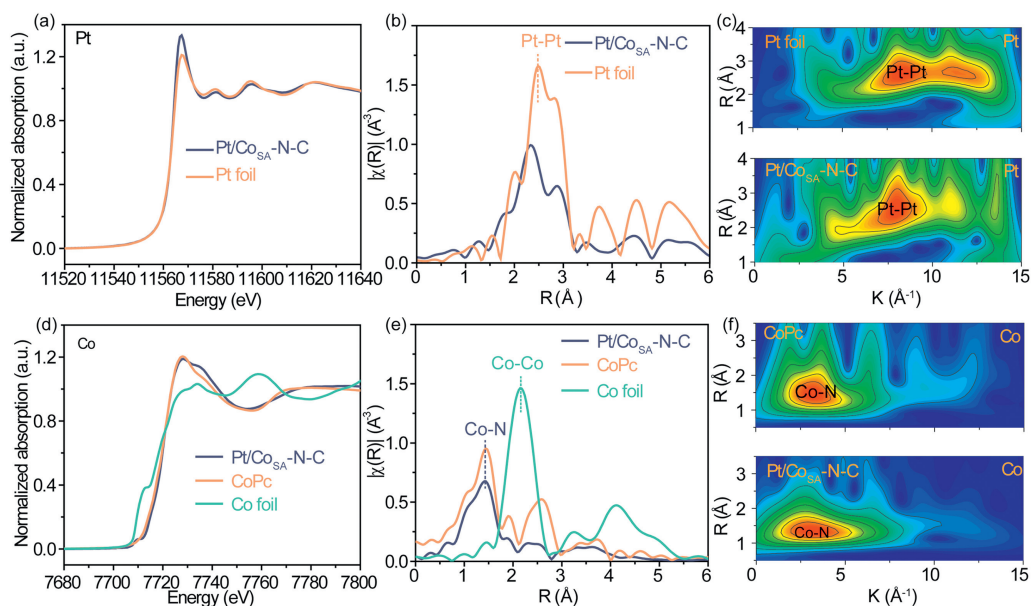 (a)
Pt
Normalized absorption (a.u.)
1.2
0.8
0.4
0.0
Pt/CoSA-N-C
Pt foil
11520 11560 11600 11640
Energy (eV)
(b)
Pt-Pt
Pt/CoSA-N-C
Pt foil
|χ(R)| (Å-3)
1.5
1.0
0.5
0.0
0 1 2 3 4 5 6
R (Å)
(c)
Pt foil
Pt
Pt-Pt
R (Å)
4
3
2
1
Pt/CoSA-N-C
Pt
Pt-Pt
R (Å)
4
3
2
1
0 5 10 15
K (Å-1)
(d)
Co
Normalized absorption (a.u.)
1.2
0.8
0.4
0.0
Pt/CoSA-N-C
CoPc
Co foil
7680 7700 7720 7740 7760 7780 7800
Energy (eV)
(e)
Pt/CoSA-N-C
CoPc
Co foil
Co-Co
Co-N
|χ(R)| (Å-3)
1.5
1.0
0.5
0.0
0 1 2 3 4 5 6
R (Å)
(f)
CoPc
Co
Co-N
R (Å)
3
2
1
Pt/CoSA-N-C
Co
Co-N
R (Å)
3
2
1
0 5 10 15
K (Å-1)